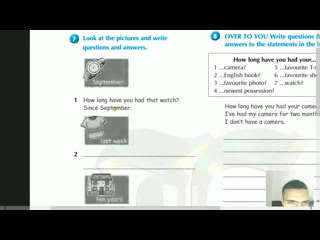 7 Look at the pictures and write
questions and answers.
September
1 How long have you had that watch?
Since September.
last week
2
ten years
8 OVER TO YOU Write questions
answers to the statements in the
How long have you had your...
1 ...camera? 5 ...favourite
2 ...English book? 6 ...favourite
3 ...favourite photo? 7 ...watch?
4 ...newest possession?
How long have you had your
I've had my camera for two
I don't have a camera.